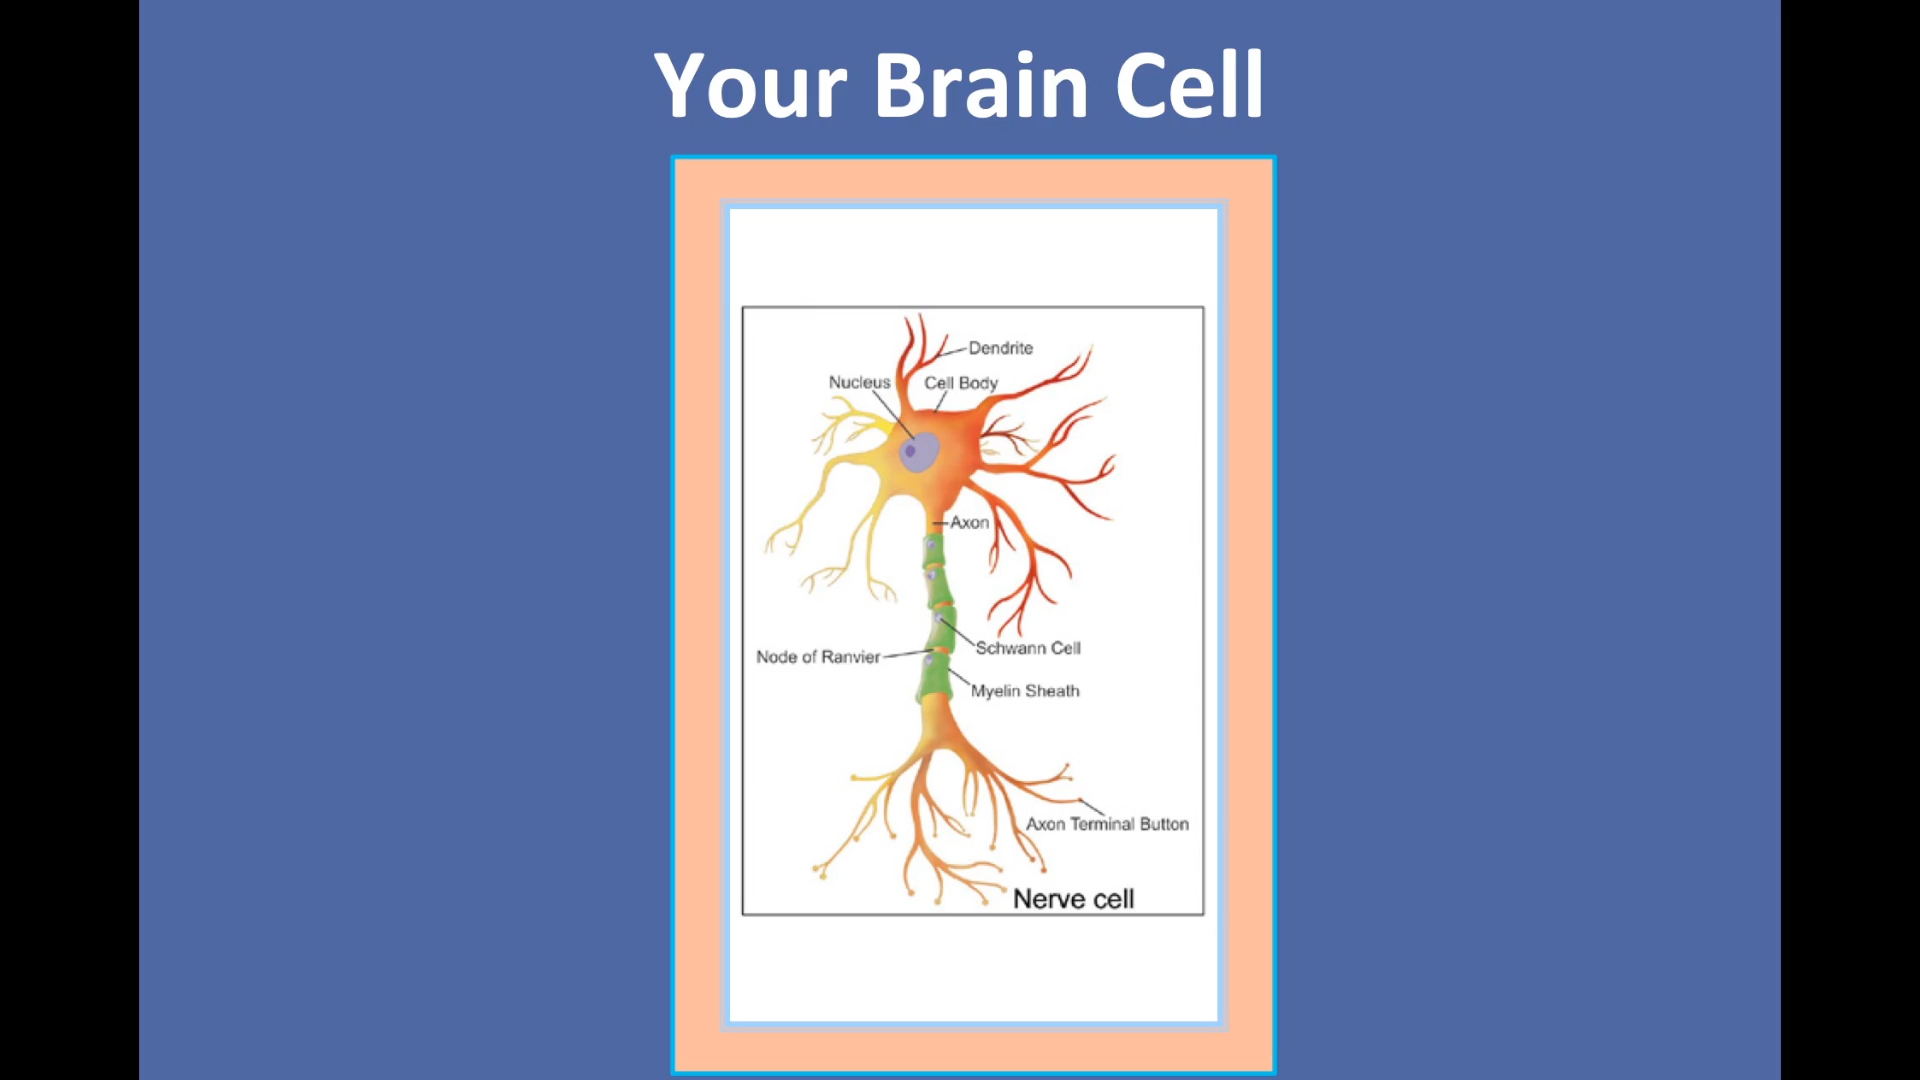 Your Brain Cell
Dendrite
Nucleus
Cell Body
Axon
Schwann Cell
Node of Ranvier
Myelin Sheath
Axon Terminal Button
Nerve cell